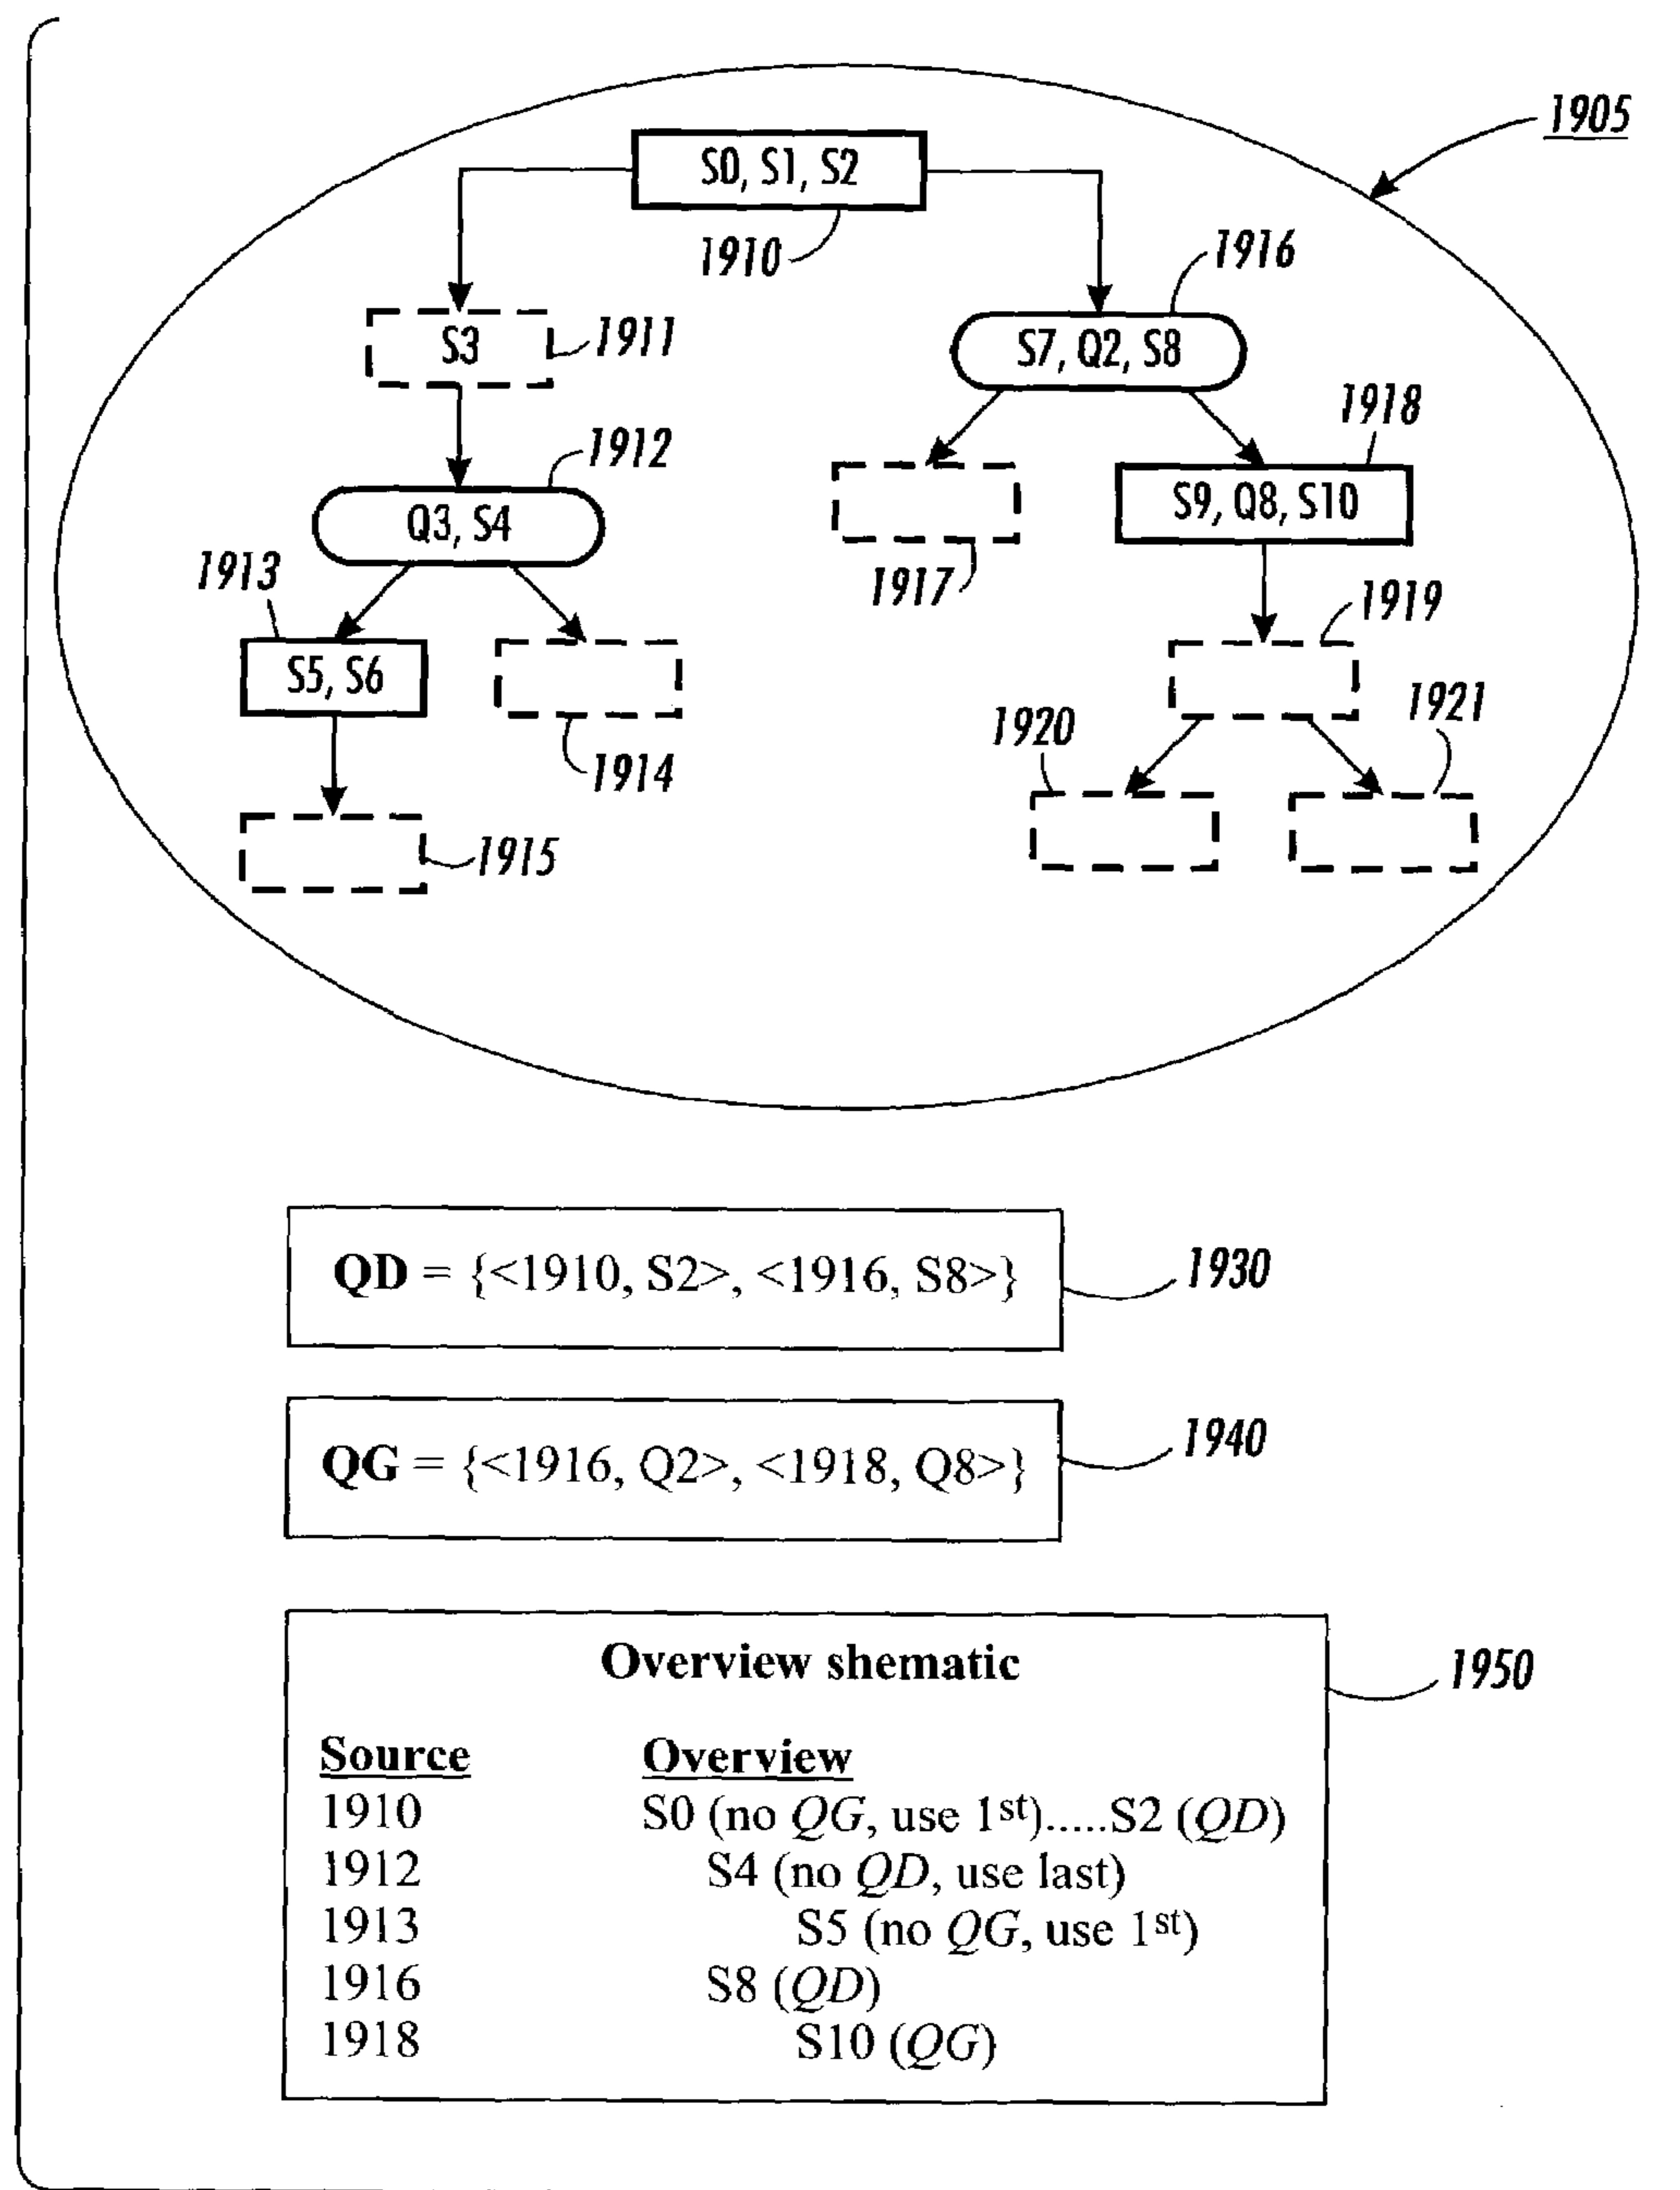 1905
S0, S1, S2
1910
1916
S3
1911
S7, Q2, S8
1912
1918
Q3, S4
S9, Q8, S10
1913
1917
1919
S5, S6
1914
1920
1921
1915
QD = {<1910, S2>, <1916, S8>}
1930
QG = {<1916, Q2>, <1918, Q8>}
1940
Overview shematic
1950
Source Overview
1910 S0 (no QG, use 1st).....S2 (QD)
1912 S4 (no QD, use last)
1913 S5 (no QG, use 1st)
1916 S8 (QD)
1918 S10 (QG)